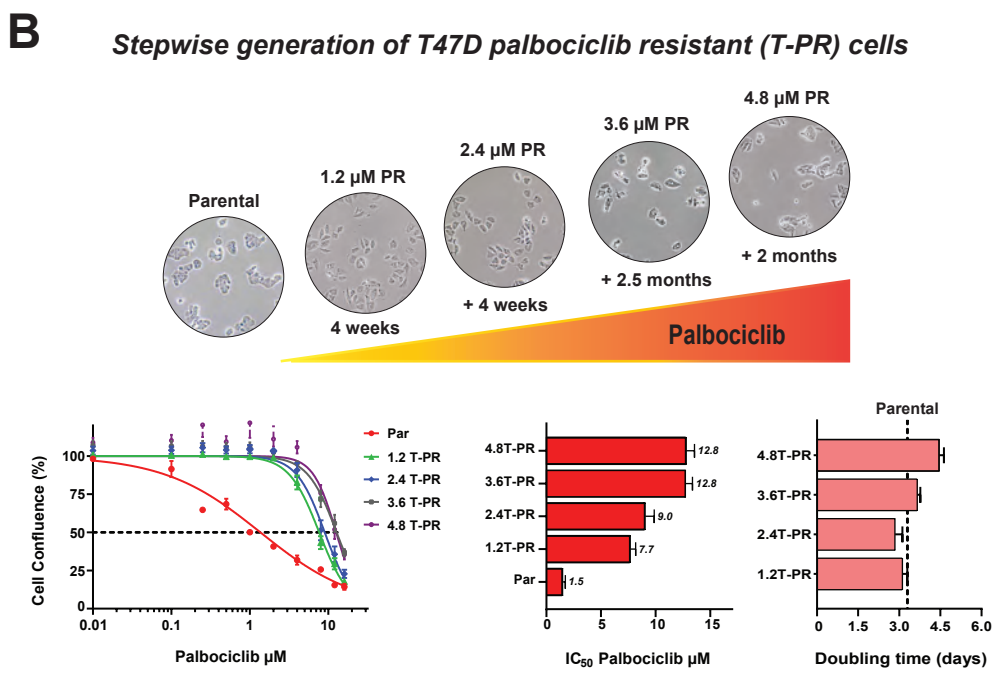 B
Stepwise generation of T47D palbociclib resistant (T-PR) cells
Parental
1.2 µM PR
2.4 µM PR
3.6 µM PR
4.8 µM PR
4 weeks
+ 4 weeks
+ 2.5 months
+ 2 months
Palbociclib
Cell Confluence (%)
100
75
50
25
0
0.01
0.1
1
10
Palbociclib µM
Par
1.2 T-PR
2.4 T-PR
3.6 T-PR
4.8 T-PR
4.8T-PR
3.6T-PR
2.4T-PR
1.2T-PR
Par
12.8
12.8
9.0
7.7
1.5
0
5
10
15
IC50 Palbociclib µM
Parental
4.8T-PR
3.6T-PR
2.4T-PR
1.2T-PR
0
1.5
3.0
4.5
6.0
Doubling time (days)